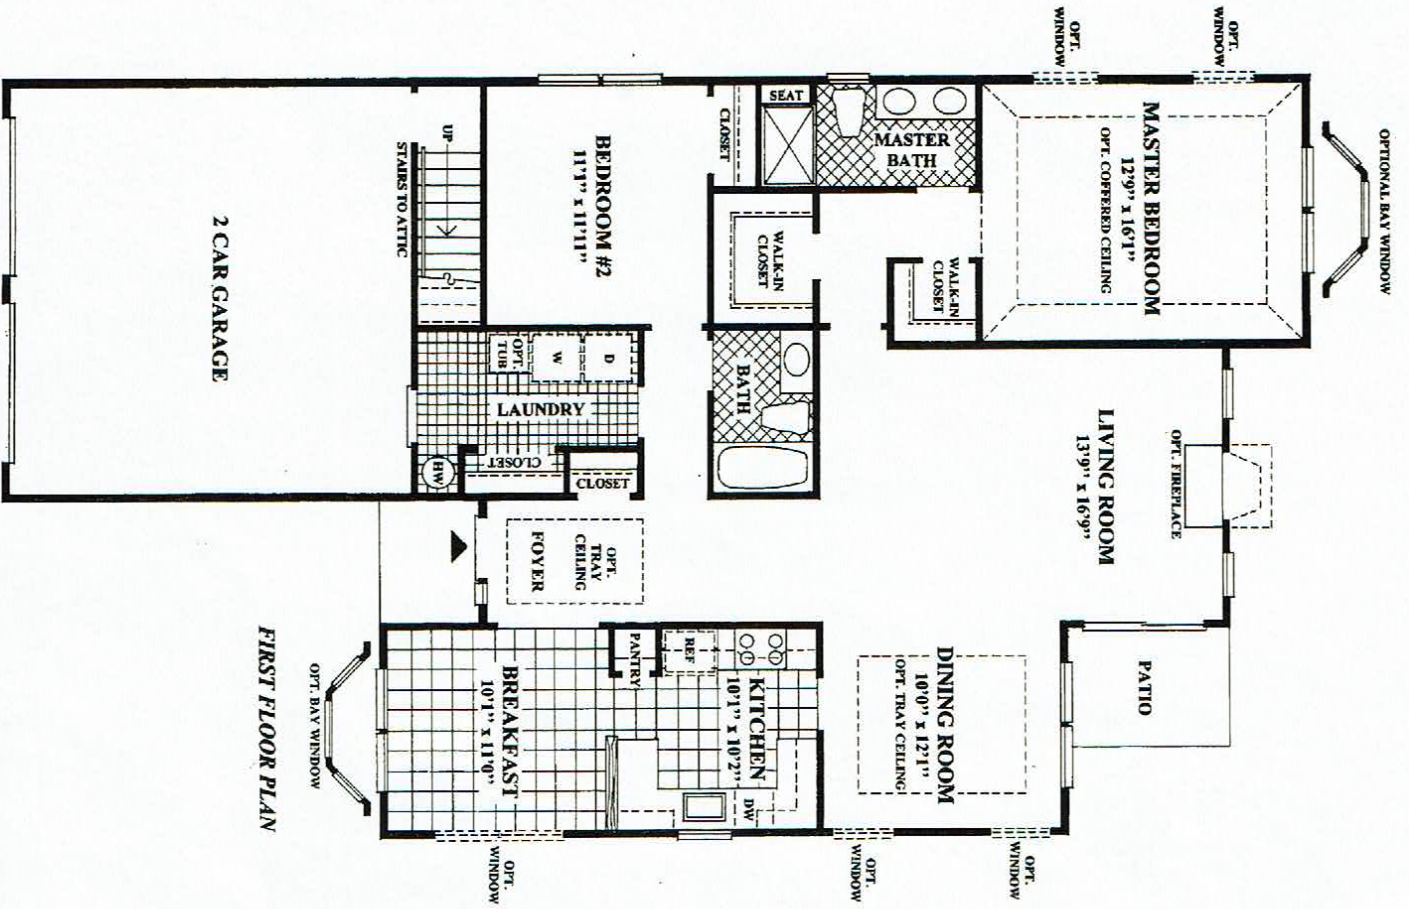 OPT.
WINDOW
OPT.
WINDOW
OPTIONAL BAY WINDOW
MASTER BEDROOM
12'9" x 16'1"
OPT. COFFERED CEILING
SEAT
MASTER
BATH
CLOSET
WALK-IN
CLOSET
WALK-IN
CLOSET
BEDROOM #2
11'1" x 11'11"
UP
STAIRS TO ATTIC
2 CAR GARAGE
OPT.
TUB
W
D
LAUNDRY
BATH
HW
CLOSET
CLOSET
LIVING ROOM
13'9" x 16'9"
OPT. FIREPLACE
OPT.
TRAY
CEILING
FOYER
PATIO
DINING ROOM
10'0" x 12'1"
OPT. TRAY CEILING
PANTRY
REF
KITCHEN
10'1" x 10'2"
DW
BREAKFAST
10'1" x 11'0"
OPT. BAY WINDOW
FIRST FLOOR PLAN
OPT.
WINDOW
OPT.
WINDOW
OPT.
WINDOW